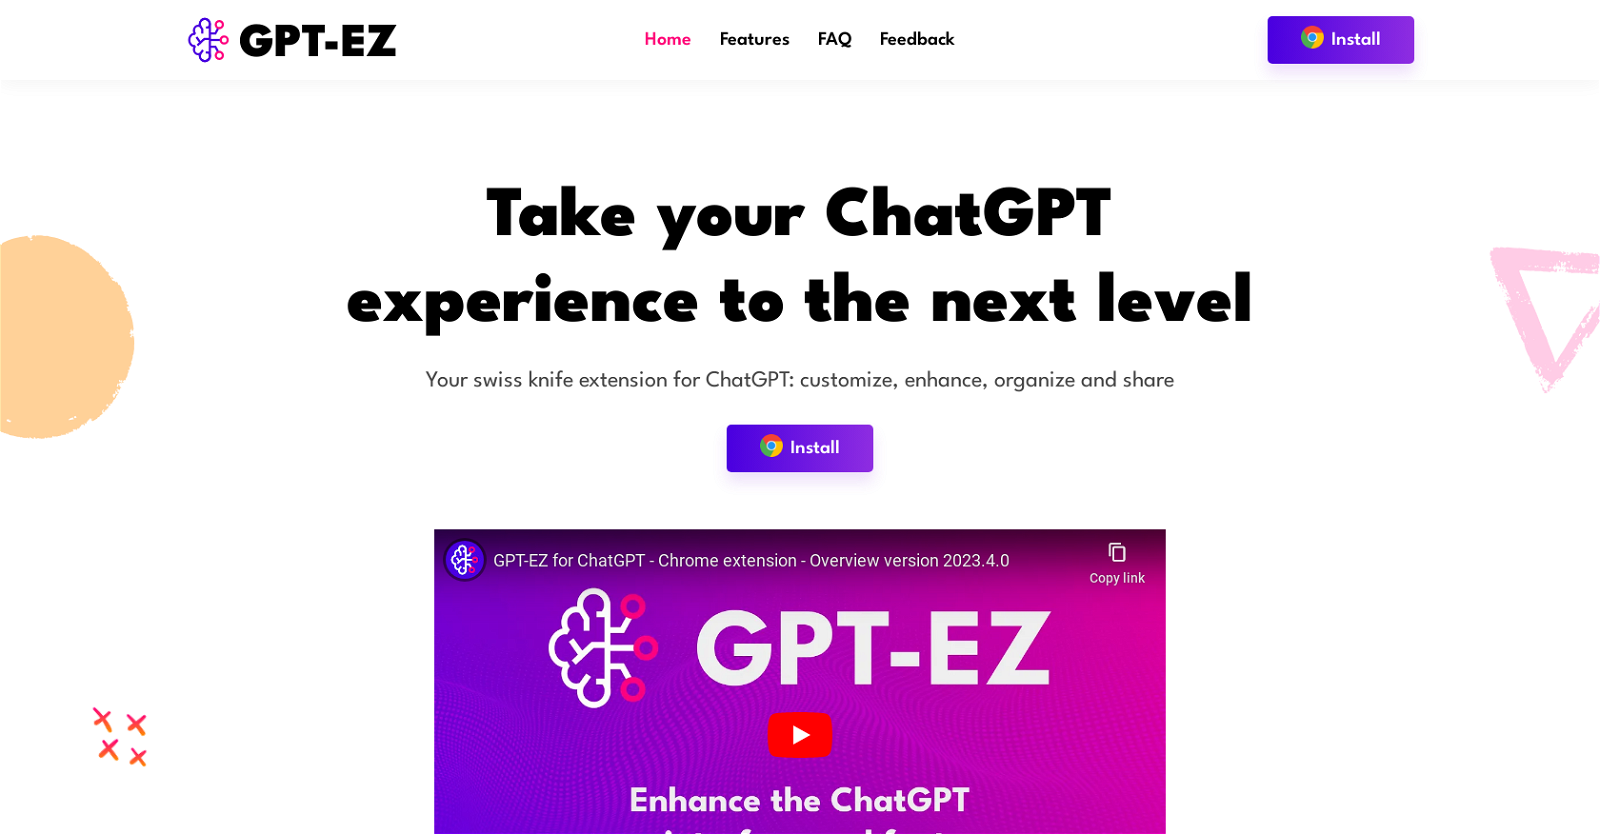 GPT-EZ
Home Features FAQ Feedback
Install
Take your ChatGPT
experience to the next level
Your swiss knife extension for ChatGPT: customize, enhance, organize and share
Install
GPT-EZ for ChatGPT - Chrome extension - Overview version 2023.4.0
Copy link
GPT-EZ
Enhance the ChatGPT